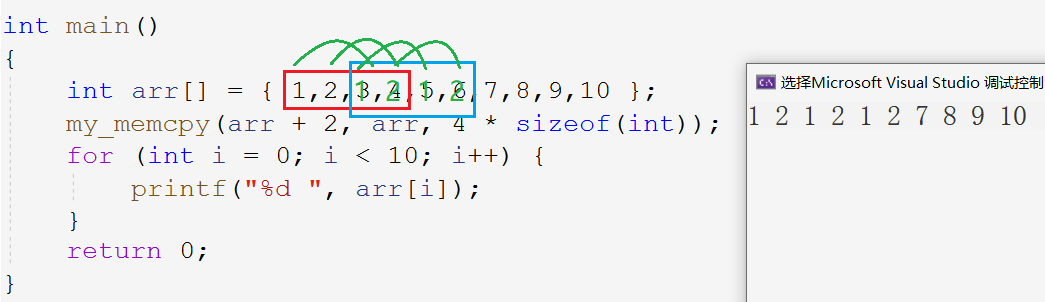 int main()
{
int arr[] = { 1,2,3,4,5,6,7,8,9,10 };
1 2 1 2
my_memcpy(arr + 2, arr, 4 * sizeof(int));
for (int i = 0; i < 10; i++) {
printf("%d ", arr[i]);
}
return 0;
}
选择Microsoft Visual Studio 调试控制
1 2 1 2 1 2 7 8 9 10